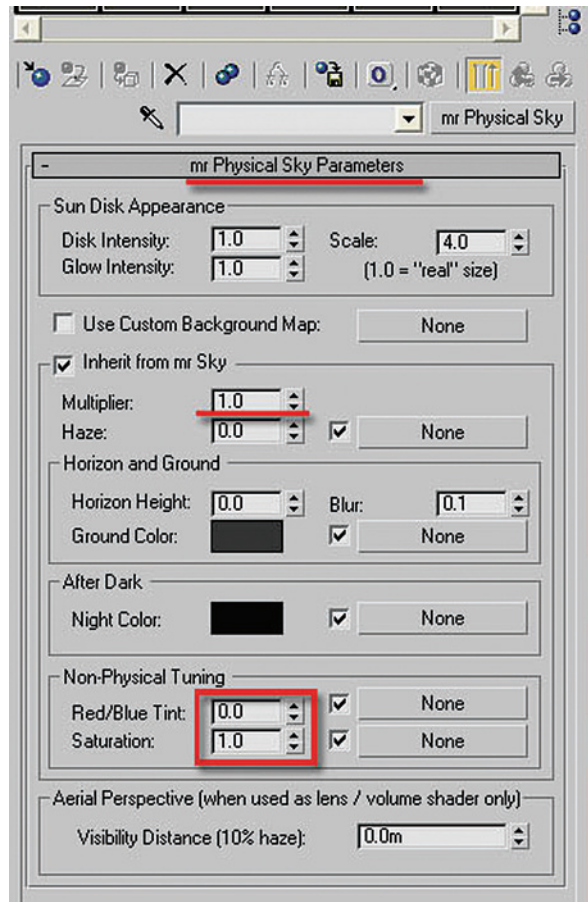 mr Physical Sky
- mr Physical Sky Parameters
Sun Disk Appearance
Disk Intensity: 1.0 Scale: 4.0
Glow Intensity: 1.0 (1.0 = "real" size)
Use Custom Background Map: None
Inherit from mr Sky
Multiplier: 1.0
Haze: 0.0 None
Horizon and Ground
Horizon Height: 0.0 Blur: 0.1
Ground Color: None
After Dark
Night Color: None
Non-Physical Tuning
Red/Blue Tint: 0.0 None
Saturation: 1.0 None
Aerial Perspective (when used as lens / volume shader only)
Visibility Distance (10% haze): 0.0m